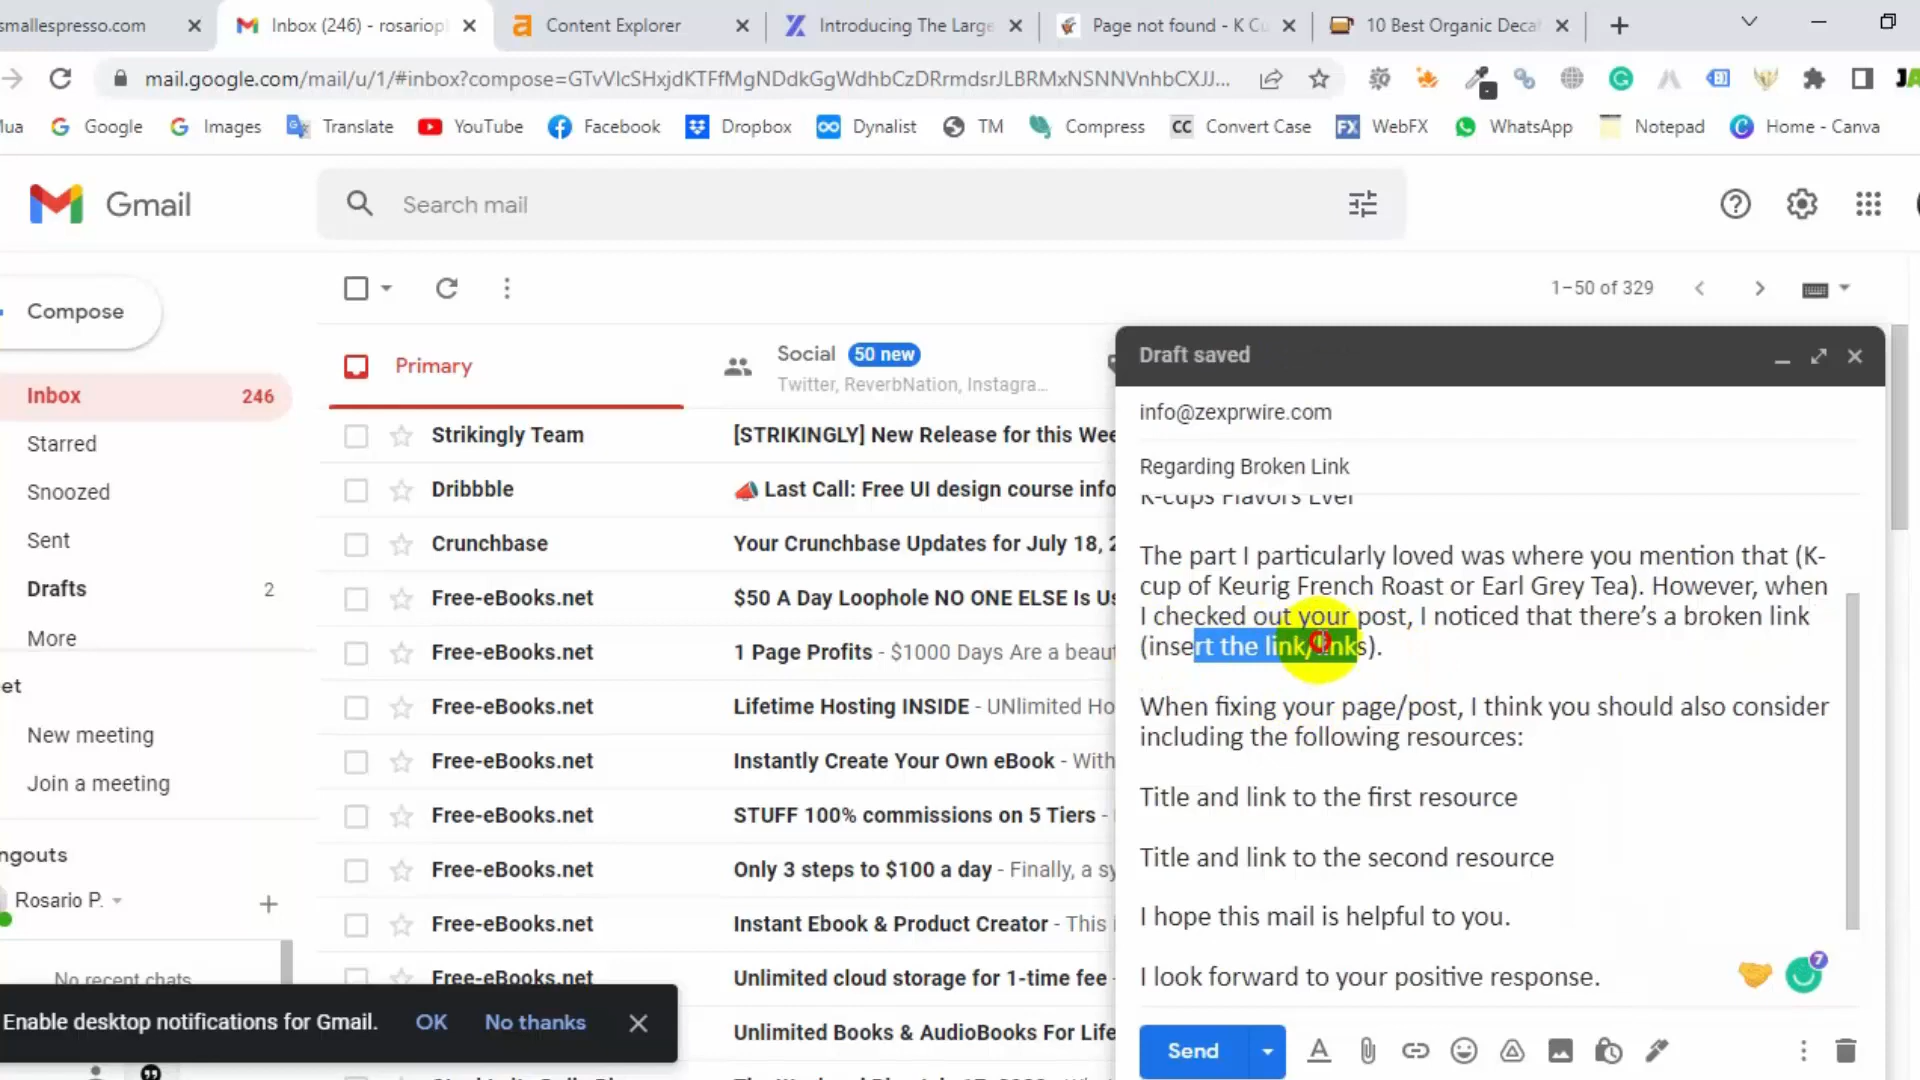 smallespresso.com
Inbox (246) - rosariopl
Content Explorer
Introducing The Large
Page not found - K Cu
10 Best Organic Decaf
mail.google.com/mail/u/1/#inbox?compose=GTvVlcSHxjdKTFfMgNDdkGgWdhbCzDRrmdsrJLBRMxNSNNVnhbCXJJ...
Google
Images
Translate
YouTube
Facebook
Dropbox
Dynalist
TM
Compress
CC Convert Case
FX WebFX
WhatsApp
Notepad
Home - Canva
Gmail
Search mail
Compose
1–50 of 329
Inbox 246
Starred
Snoozed
Sent
Drafts 2
More
New meeting
Join a meeting
Rosario P.
No recent chats
Primary
Social 50 new
Twitter, ReverbNation, Instagra...
Strikingly Team [STRIKINGLY] New Release for this Wee
Dribbble Last Call: Free UI design course info
Crunchbase Your Crunchbase Updates for July 18, 2
Free-eBooks.net $50 A Day Loophole NO ONE ELSE Is Us
Free-eBooks.net 1 Page Profits - $1000 Days Are a beaut
Free-eBooks.net Lifetime Hosting INSIDE - UNlimited Ho
Free-eBooks.net Instantly Create Your Own eBook - With
Free-eBooks.net STUFF 100% commissions on 5 Tiers -
Free-eBooks.net Only 3 steps to $100 a day - Finally, a sy
Free-eBooks.net Instant Ebook & Product Creator - This i
Free-eBooks.net Unlimited cloud storage for 1-time fee -
Unlimited Books & AudioBooks For Life
Enable desktop notifications for Gmail. OK No thanks
Draft saved
info@zexprwire.com
Regarding Broken Link
K-cups Flavors Ever
The part I particularly loved was where you mention that (K-
cup of Keurig French Roast or Earl Grey Tea). However, when
I checked out your post, I noticed that there’s a broken link
(insert the link/links).
When fixing your page/post, I think you should also consider
including the following resources:
Title and link to the first resource
Title and link to the second resource
I hope this mail is helpful to you.
I look forward to your positive response.
7
Send